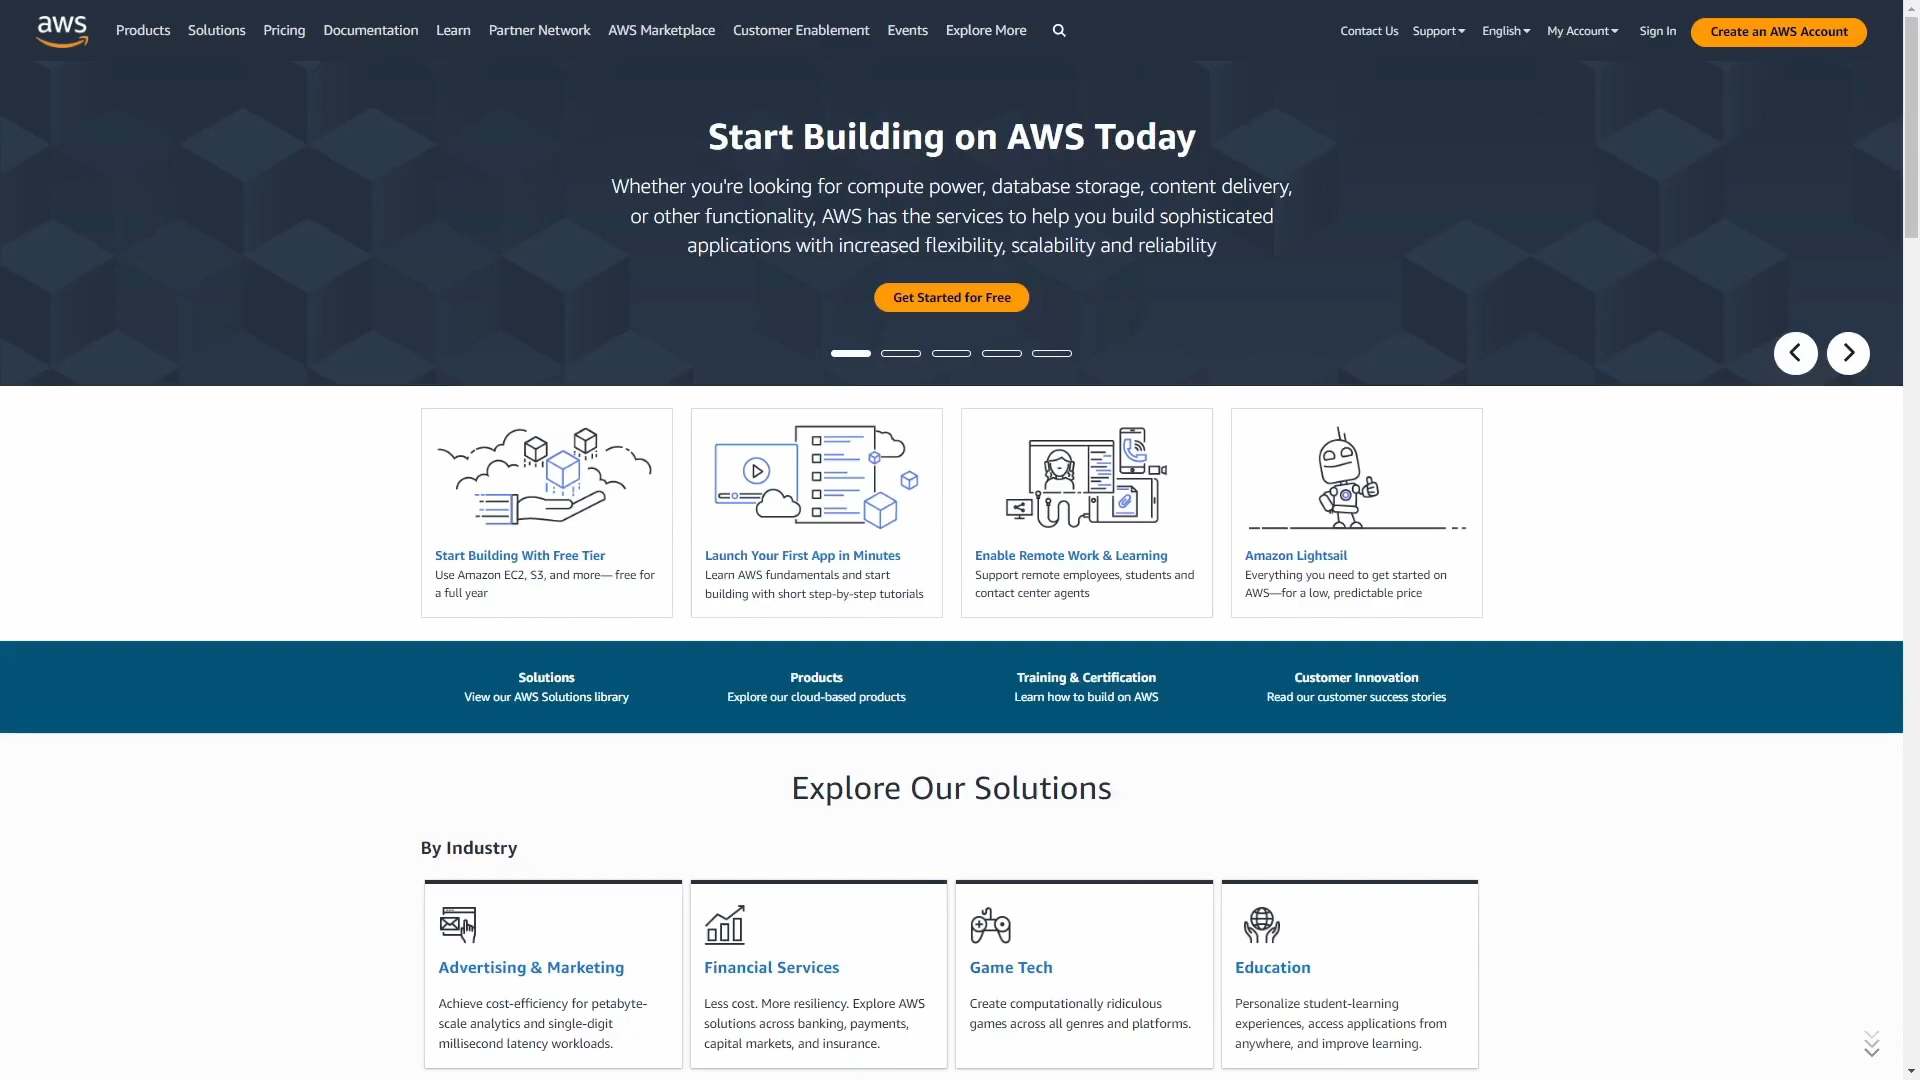 aws
Products Solutions Pricing Documentation Learn Partner Network AWS Marketplace Customer Enablement Events Explore More
Contact Us Support English My Account Sign In Create an AWS Account
Start Building on AWS Today
Whether you're looking for compute power, database storage, content delivery,
or other functionality, AWS has the services to help you build sophisticated
applications with increased flexibility, scalability and reliability
Get Started for Free
Start Building With Free Tier
Use Amazon EC2, S3, and more— free for
a full year
Launch Your First App in Minutes
Learn AWS fundamentals and start
building with short step-by-step tutorials
Enable Remote Work & Learning
Support remote employees, students and
contact center agents
Amazon Lightsail
Everything you need to get started on
AWS—for a low, predictable price
Solutions
View our AWS Solutions library
Products
Explore our cloud-based products
Training & Certification
Learn how to build on AWS
Customer Innovation
Read our customer success stories
Explore Our Solutions
By Industry
Advertising & Marketing
Achieve cost-efficiency for petabyte-
scale analytics and single-digit
millisecond latency workloads.
Financial Services
Less cost. More resiliency. Explore AWS
solutions across banking, payments,
capital markets, and insurance.
Game Tech
Create computationally ridiculous
games across all genres and platforms.
Education
Personalize student-learning
experiences, access applications from
anywhere, and improve learning.